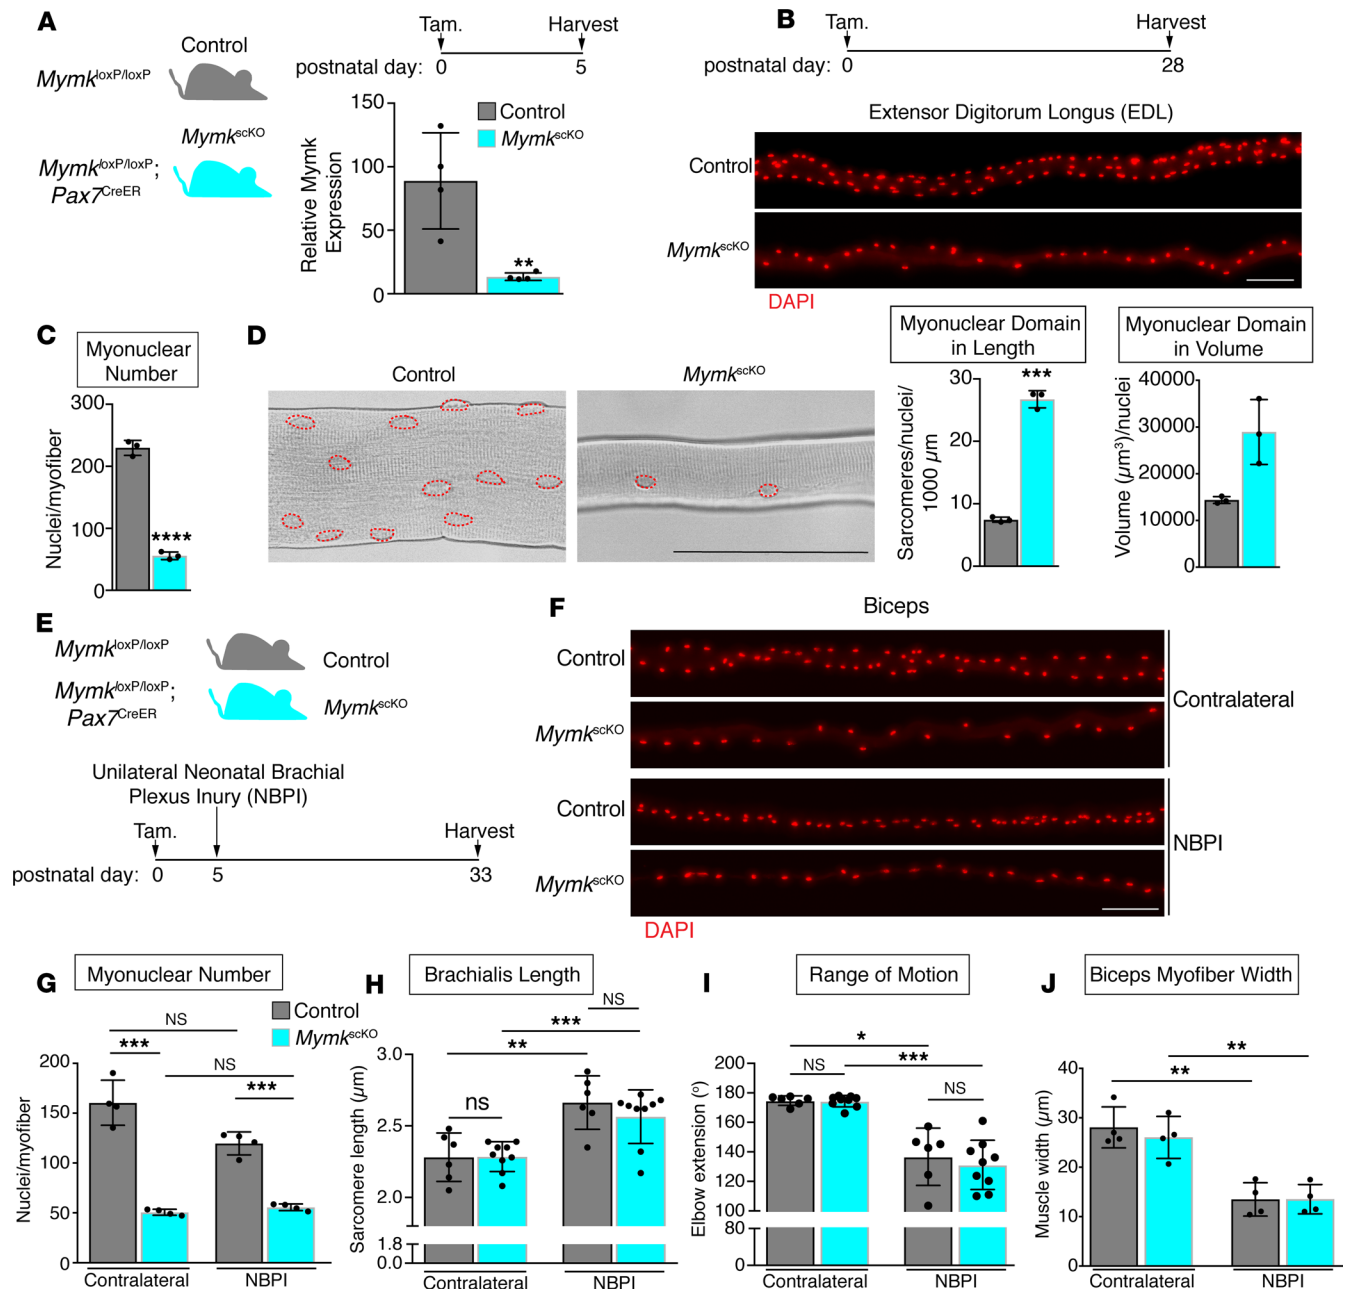 A
Control
Mymk^loxP/loxP
Mymk^scKO
Mymk^loxP/loxP;
Pax7^CreER
Tam.
Harvest
postnatal day:
0
5
Relative Mymk
Expression
150
100
50
0
Control
Mymk^scKO
**
B
Tam.
Harvest
postnatal day:
0
28
Extensor Digitorum Longus (EDL)
Control
Mymk^scKO
DAPI
C
Myonuclear
Number
Nuclei/myofiber
300
200
100
0
****
D
Control
Mymk^scKO
Myonuclear Domain
in Length
Sarcomeres/nuclei/
1000 µm
30
20
10
0
***
Myonuclear Domain
in Volume
Volume (µm³)/nuclei
40000
30000
20000
10000
0
E
Mymk^loxP/loxP
Control
Mymk^loxP/loxP;
Pax7^CreER
Mymk^scKO
Unilateral Neonatal Brachial
Plexus Inury (NBPI)
Tam.
Harvest
postnatal day:
0
5
33
F
Biceps
Control
Mymk^scKO
Contralateral
Control
Mymk^scKO
NBPI
DAPI
G
Myonuclear Number
Control
Mymk^scKO
NS
***
NS
***
Nuclei/myofiber
200
150
100
50
0
Contralateral
NBPI
H
Brachialis Length
NS
***
**
ns
Sarcomere length (µm)
3.0
2.5
2.0
1.8
0.0
Contralateral
NBPI
I
Range of Motion
*
NS
***
NS
Elbow extension (º)
200
180
160
140
120
100
80
0
Contralateral
NBPI
J
Biceps Myofiber Width
**
**
Muscle width (µm)
40
30
20
10
0
Contralateral
NBPI